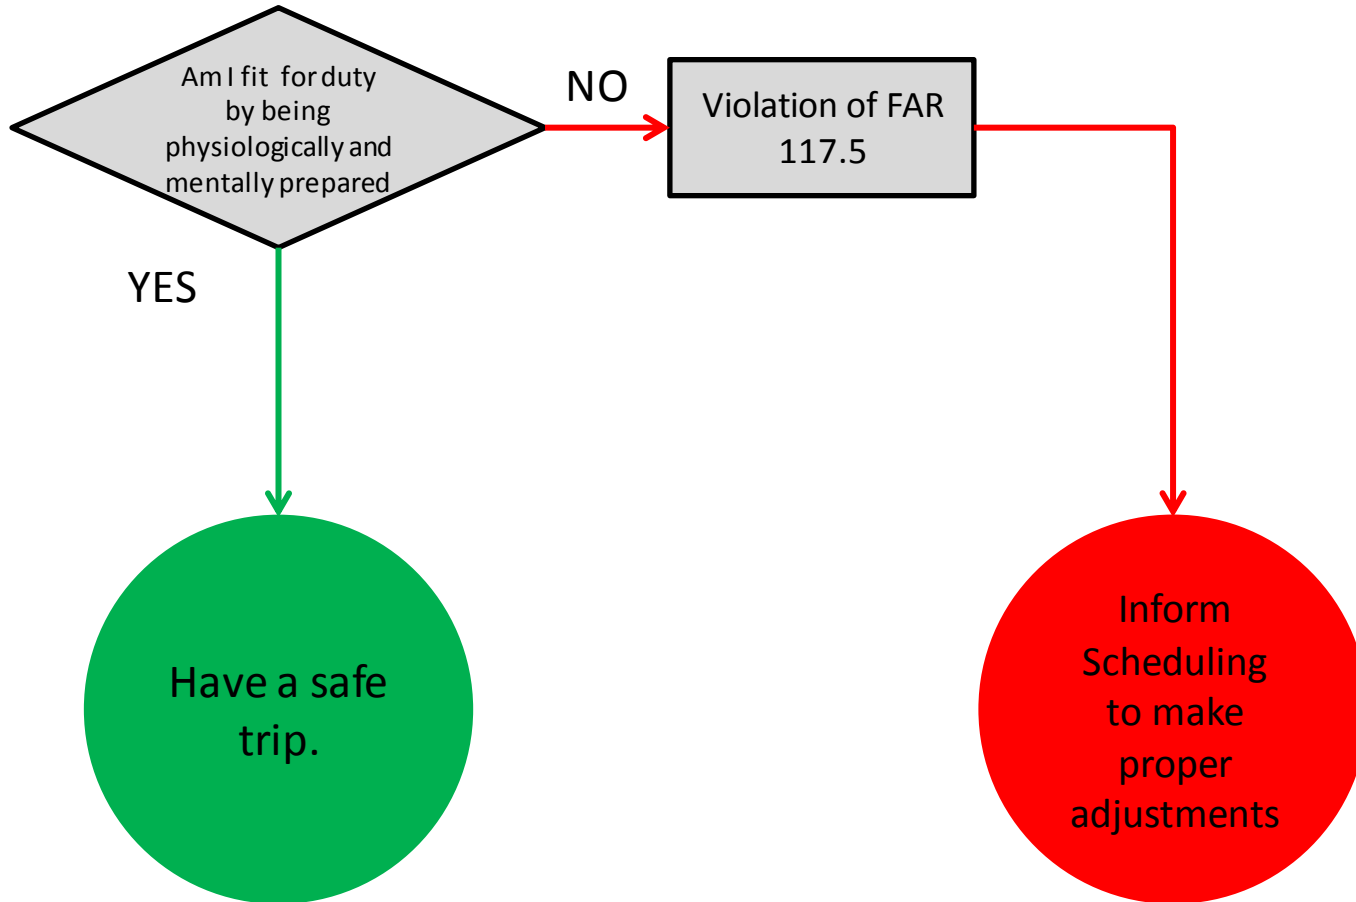 Am I fit for duty
by being
physiologically and
mentally prepared
NO
Violation of FAR
117.5
YES
Have a safe
trip.
Inform
Scheduling
to make
proper
adjustments